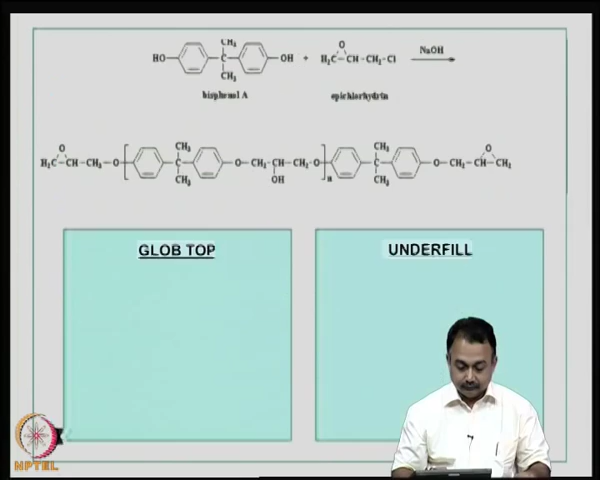 HO
CH₃
C
CH₃
OH
+
O
H₂C—CH-CH₂-Cl
NaOH
bisphenol A
epichlorhydrin
O
H₂C—CH—CH₂—O
CH₃
C
CH₃
O—CH₂—CH—CH₂—O
OH
n
CH₃
C
CH₃
O—CH₂—CH—CH₂
O
GLOB TOP
UNDERFILL
NPTEL